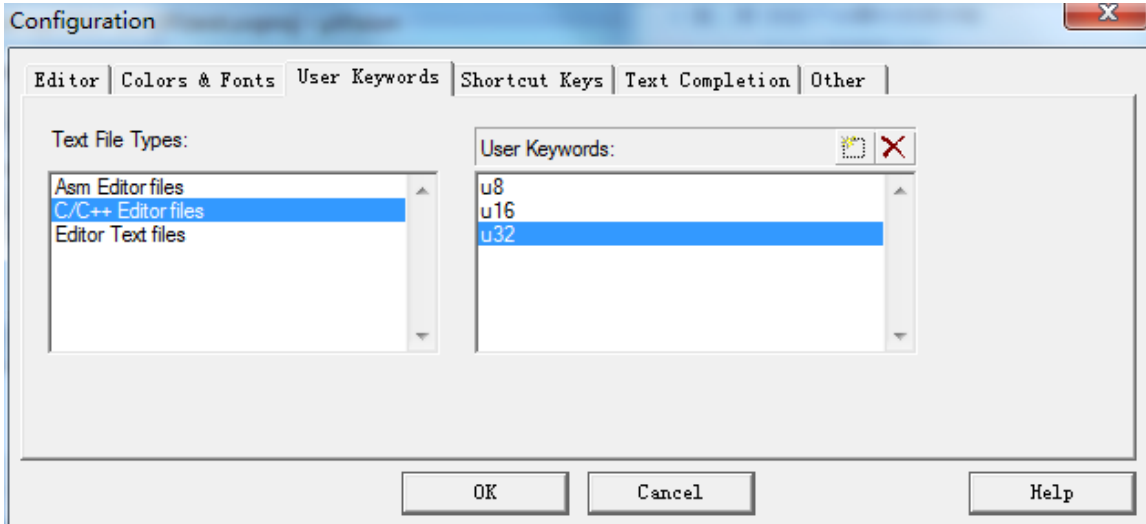 Configuration
Editor Colors & Fonts User Keywords Shortcut Keys Text Completion Other
Text File Types:
User Keywords:
Asm Editor files
C/C++ Editor files
Editor Text files
u8
u16
u32
OK Cancel Help